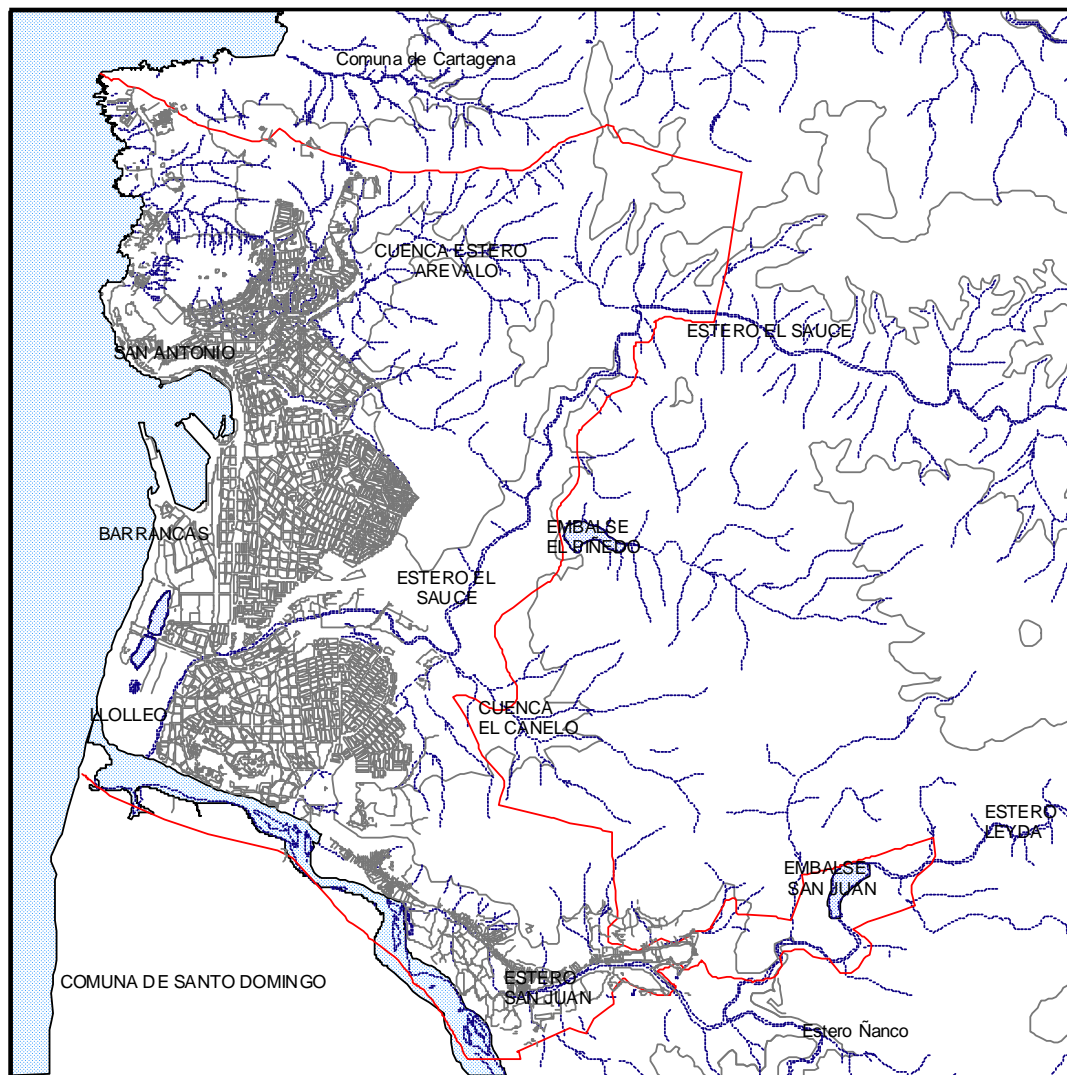 Comuna de Cartagena
CUENCA ESTERO
AREVALO
ESTERO EL SAUCE
SAN ANTONIO
BARRANCAS
EMBALSE
EL PIÑEDO
ESTERO EL
SAUCE
LLOLLEO
CUENCA
EL CANELO
ESTERO
LEYDA
EMBALSE
SAN JUAN
COMUNA DE SANTO DOMINGO
ESTERO
SAN JUAN
Estero Ñanco